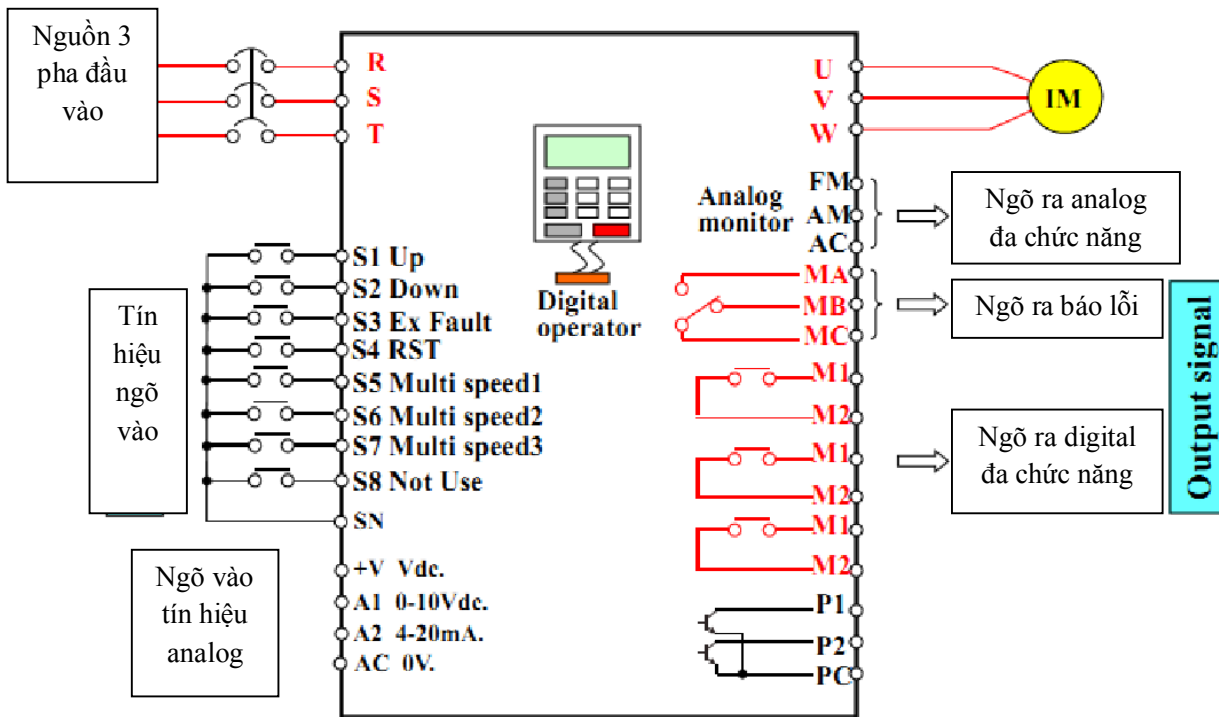 Nguồn 3
pha đầu
vào
R
S
T
U
V
W
IM
Analog
monitor
FM
AM
AC
Ngõ ra analog
đa chức năng
Digital
operator
Tín
hiệu
ngõ
vào
S1 Up
S2 Down
S3 Ex Fault
S4 RST
S5 Multi speed1
S6 Multi speed2
S7 Multi speed3
S8 Not Use
SN
MA
MB
MC
Ngõ ra báo lỗi
M1
M2
M1
M2
M1
M2
Ngõ ra digital
đa chức năng
Output signal
Ngõ vào
tín hiệu
analog
+V Vdc.
A1 0-10Vdc.
A2 4-20mA.
AC 0V.
P1
P2
PC